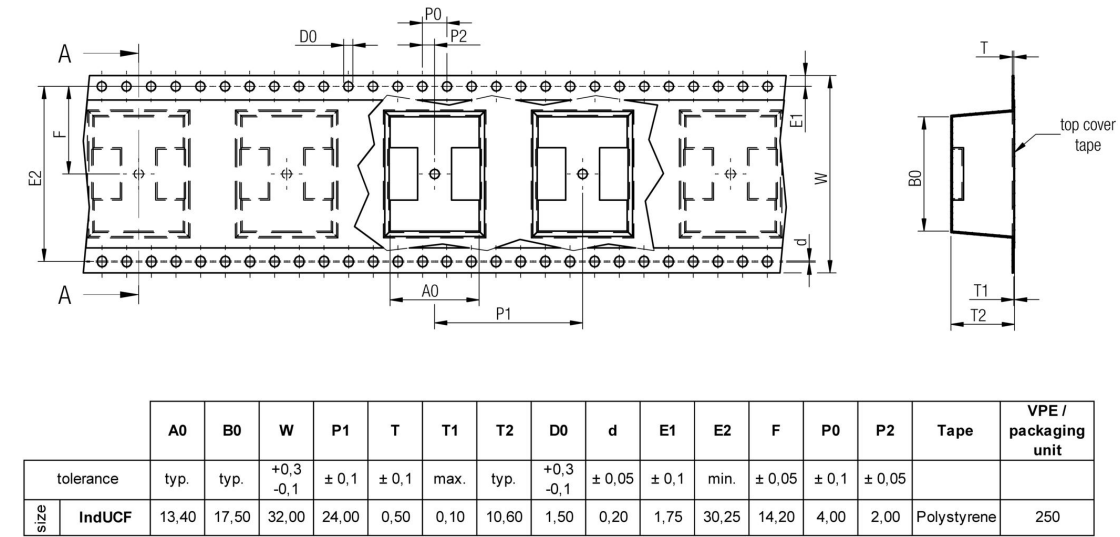 P0
D0
P2
A
T
F
E1
E2
W
B0
top cover
tape
d
A
A0
P1
T1
T2
A0 B0 W P1 T T1 T2 D0 d E1 E2 F P0 P2 Tape VPE /
packaging
unit
tolerance typ. typ. +0,3
-0,1 ± 0,1 ± 0,1 max. typ. +0,3
-0,1 ± 0,05 ± 0,1 min. ± 0,05 ± 0,1 ± 0,05
size IndUCF 13,40 17,50 32,00 24,00 0,50 0,10 10,60 1,50 0,20 1,75 30,25 14,20 4,00 2,00 Polystyrene 250